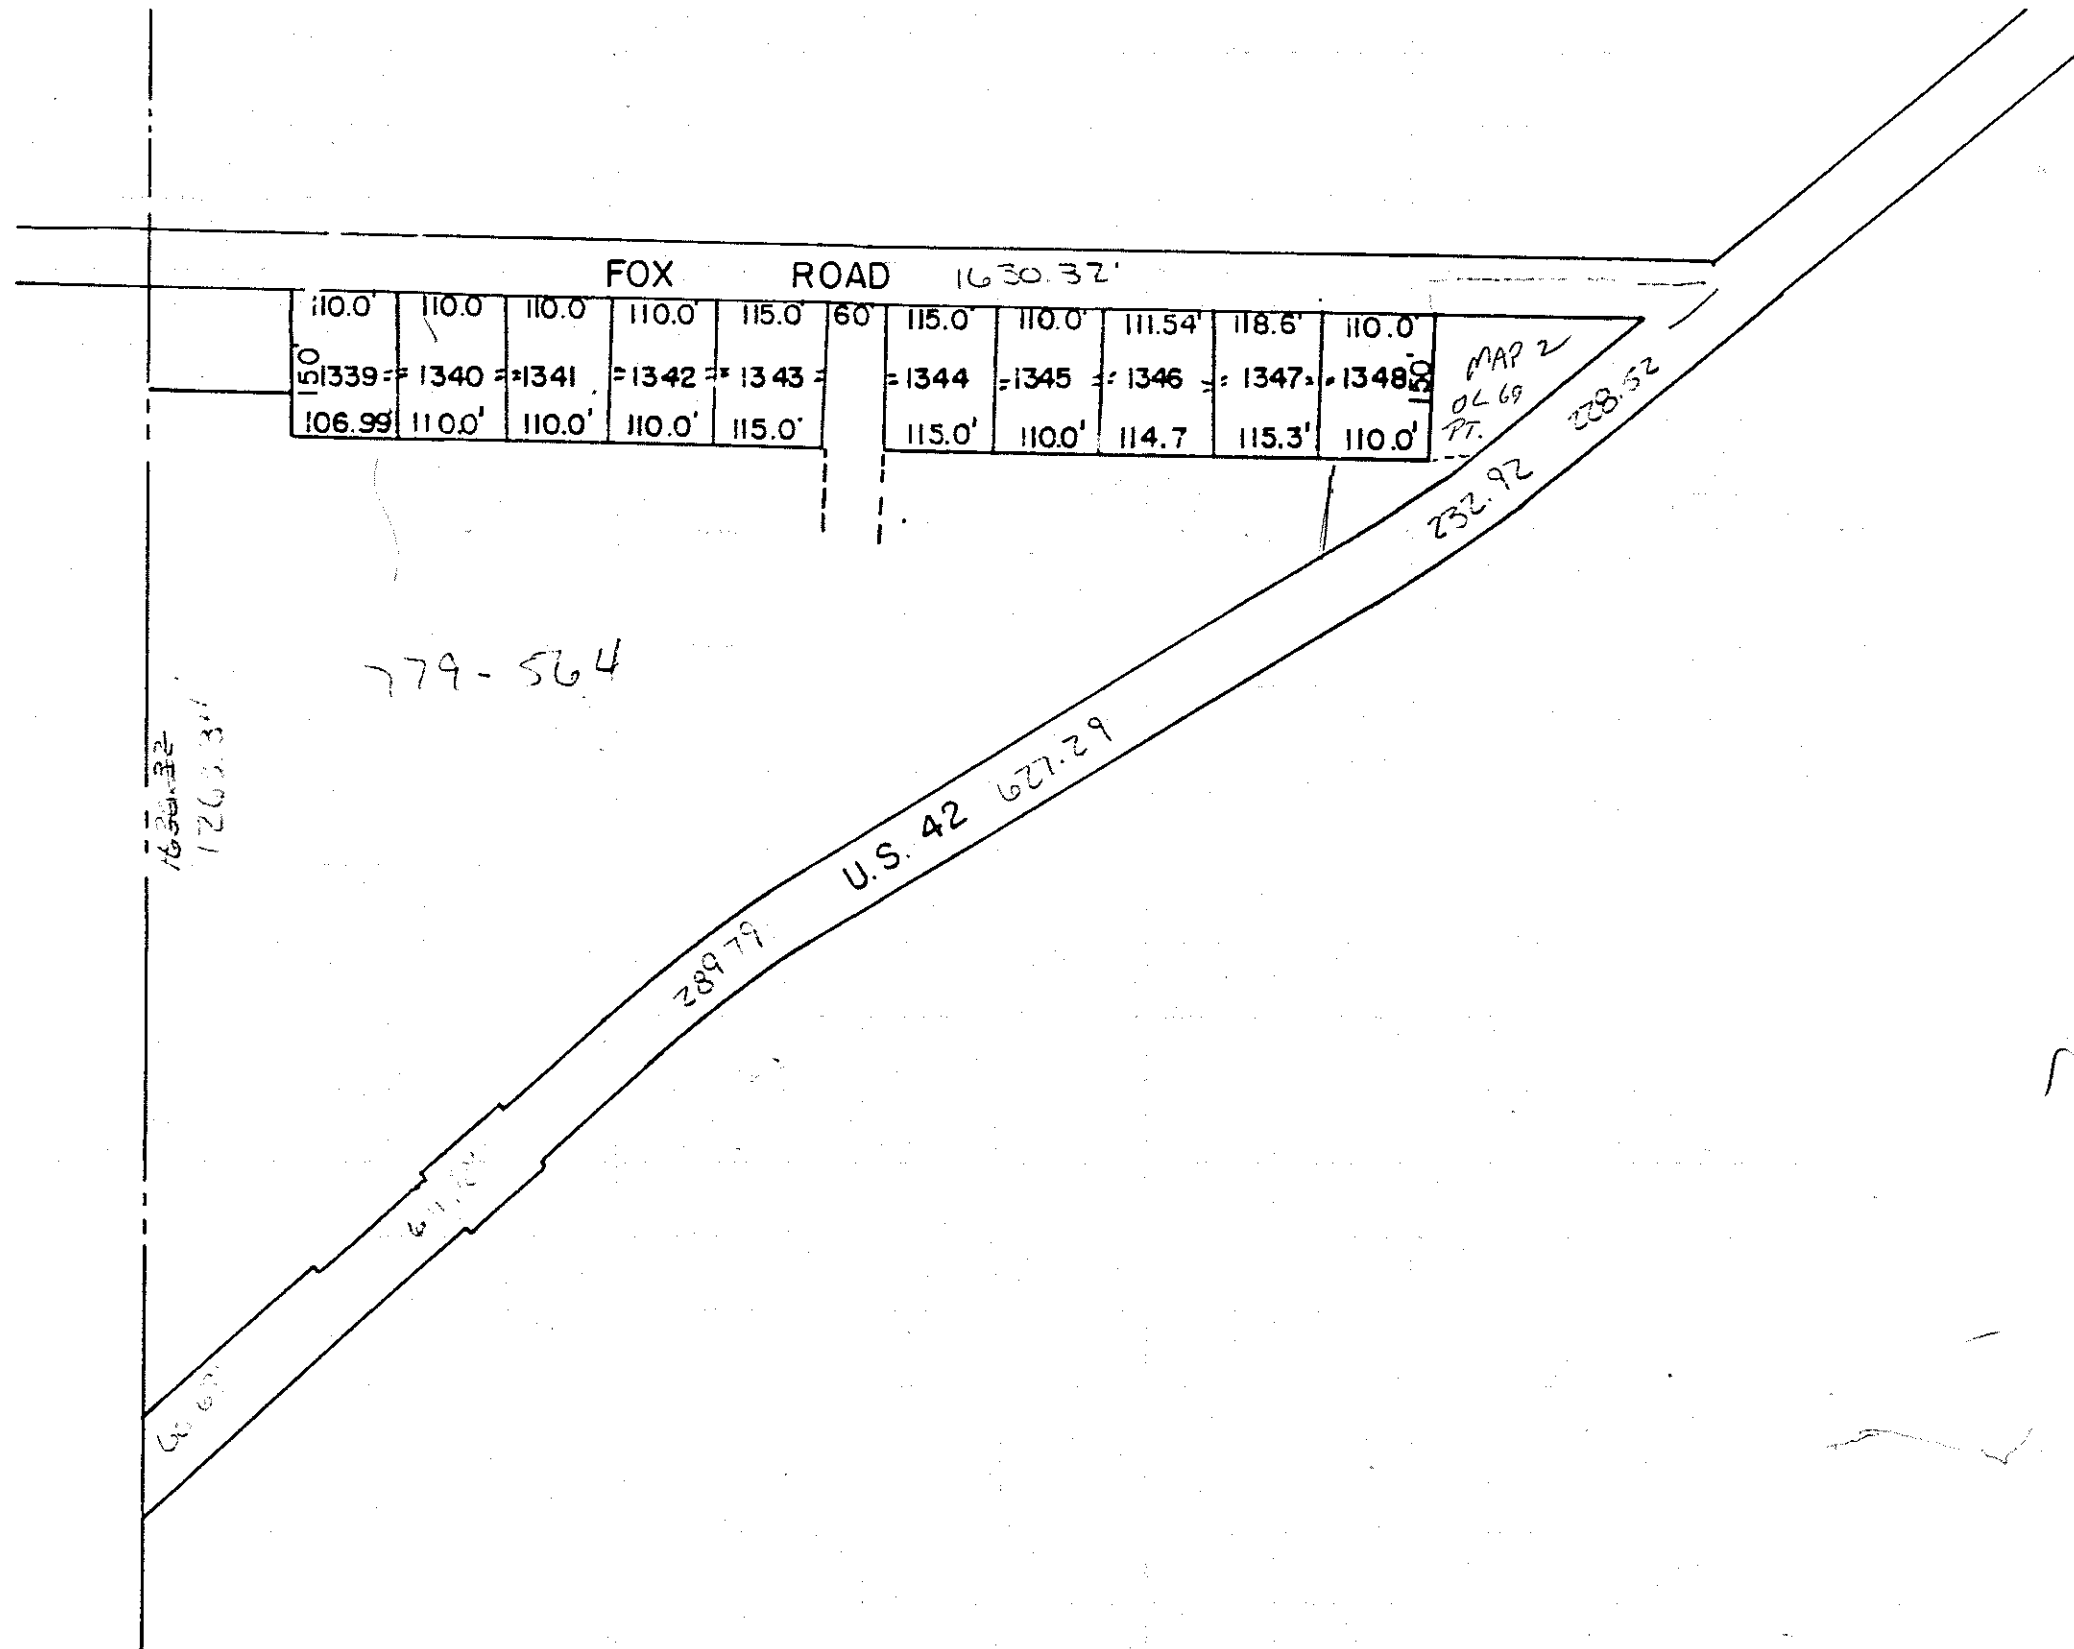 FOX ROAD 1630.32'
110.0' 110.0 110.0' 110.0' 115.0' 60' 115.0' 110.0' 111.54' 118.6' 110.0'
150' 1339 1340 1341 1342 1343 1344 1345 1346 1347 1348 150'
106.99' 110.0' 110.0' 110.0' 115.0' 115.0' 110.0' 114.7 115.3' 110.0'
MAP 2
OL 69
PT.
228.52
232.92
779-564
1630.32
627.29
U.S. 42
289.79